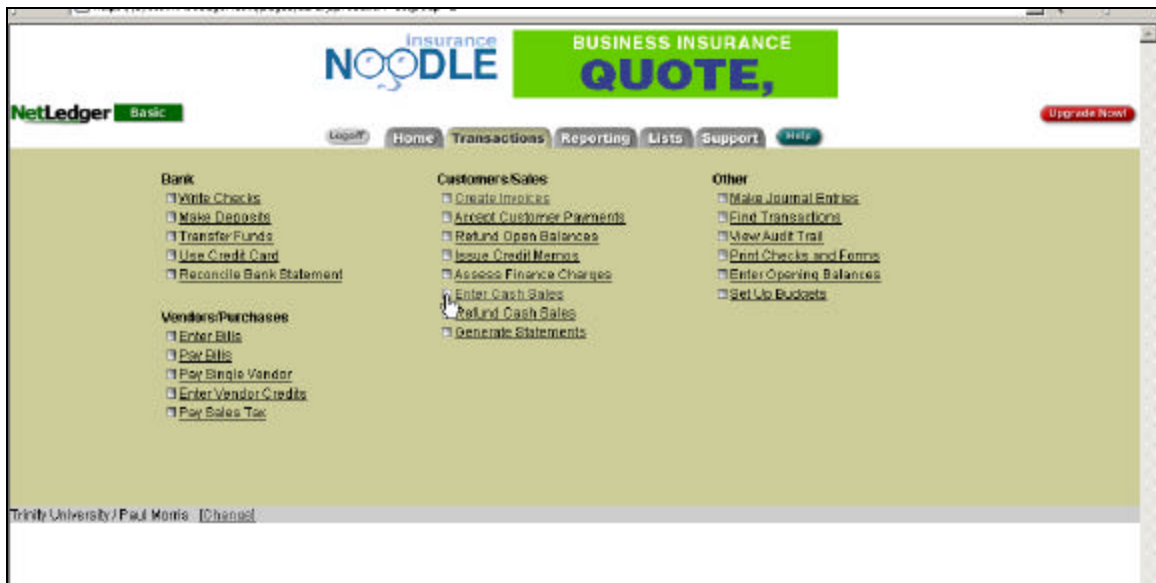 insurance
NOODLE
BUSINESS INSURANCE
QUOTE,
NetLedger Basic
Upgrade Now!
Logoff Home Transactions Reporting Lists Support Help
Bank
Write Checks
Make Deposits
Transfer Funds
Use Credit Card
Reconcile Bank Statement
Vendors/Purchases
Enter Bills
Pay Bills
Pay Single Vendor
Enter Vendor Credits
Pay Sales Tax
Customers/Sales
Create Invoices
Accept Customer Payments
Refund Open Balances
Issue Credit Memos
Assess Finance Charges
Enter Cash Sales
Refund Cash Sales
Generate Statements
Other
Make Journal Entries
Find Transactions
View Audit Trail
Print Checks and Forms
Enter Opening Balances
Set Up Budgets
Trinity University / Paul Morris [Change]